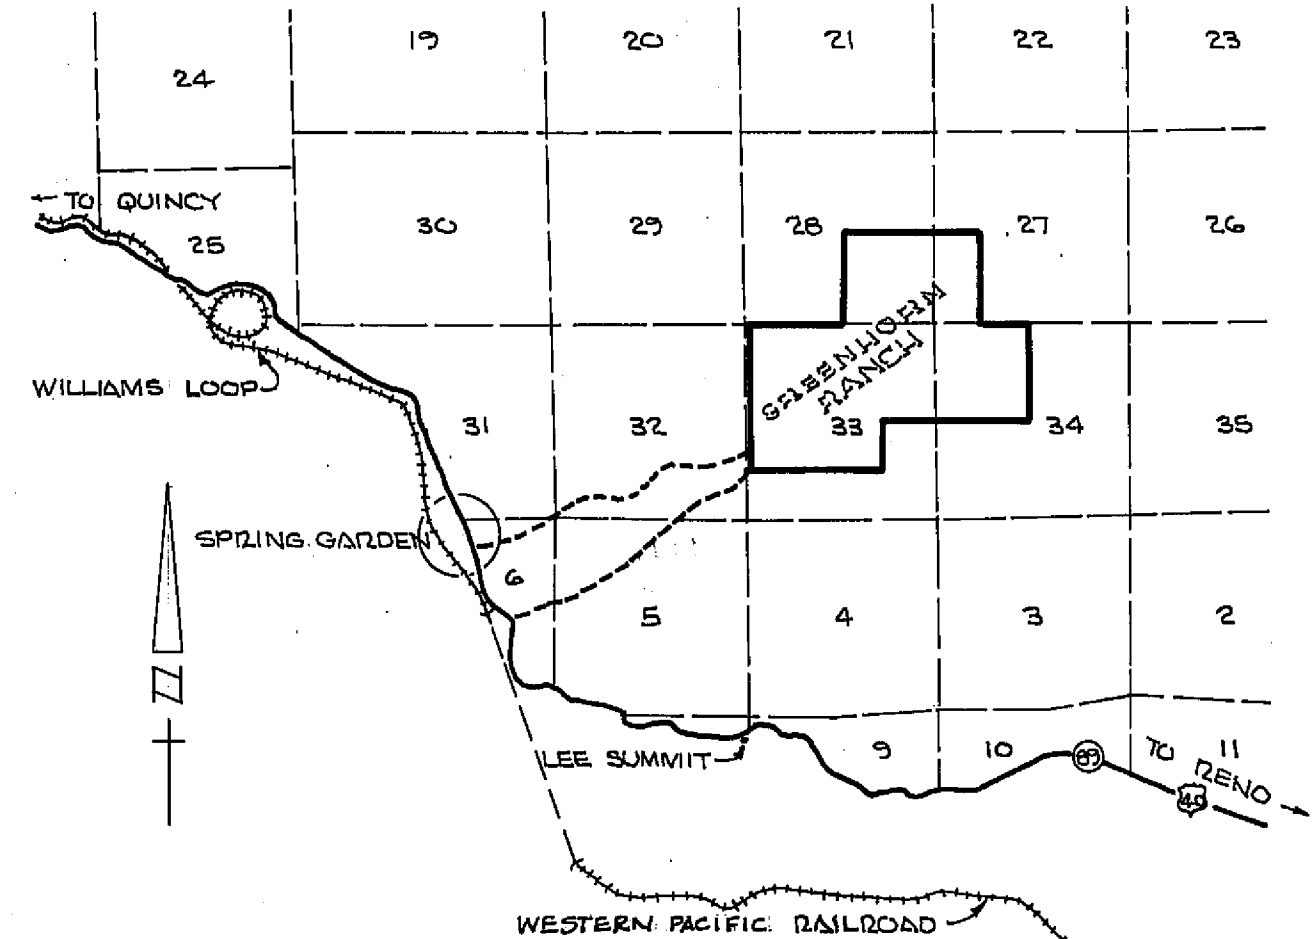 19 20 21 22 23
24
← TO QUINCY
25 30 29 28 27 26
GREENHORN
RANCH
WILLIAMS LOOP
31 32 33 34 35
SPRING GARDEN
6
5 4 3 2
N
LEE SUMMIT
9 10 11
89
TO RENO →
WESTERN PACIFIC RAILROAD